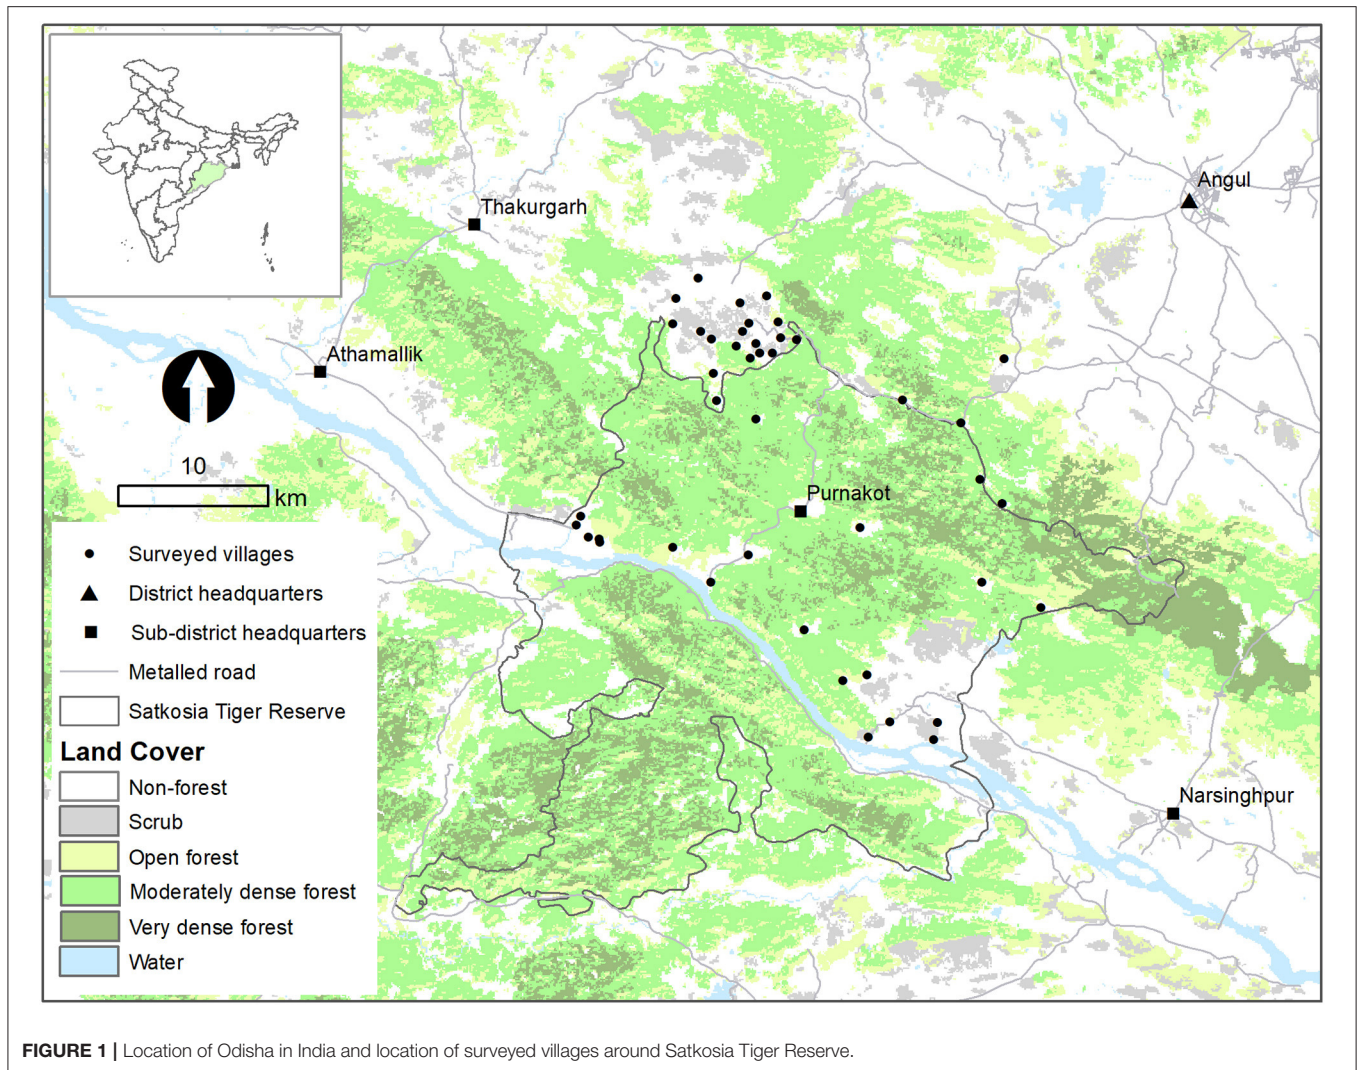 Angul
Thakurgarh
Athamallik
10
km
Purnakot
Narsinghpur
Surveyed villages
District headquarters
Sub-district headquarters
Metalled road
Satkosia Tiger Reserve
Land Cover
Non-forest
Scrub
Open forest
Moderately dense forest
Very dense forest
Water
FIGURE 1 | Location of Odisha in India and location of surveyed villages around Satkosia Tiger Reserve.